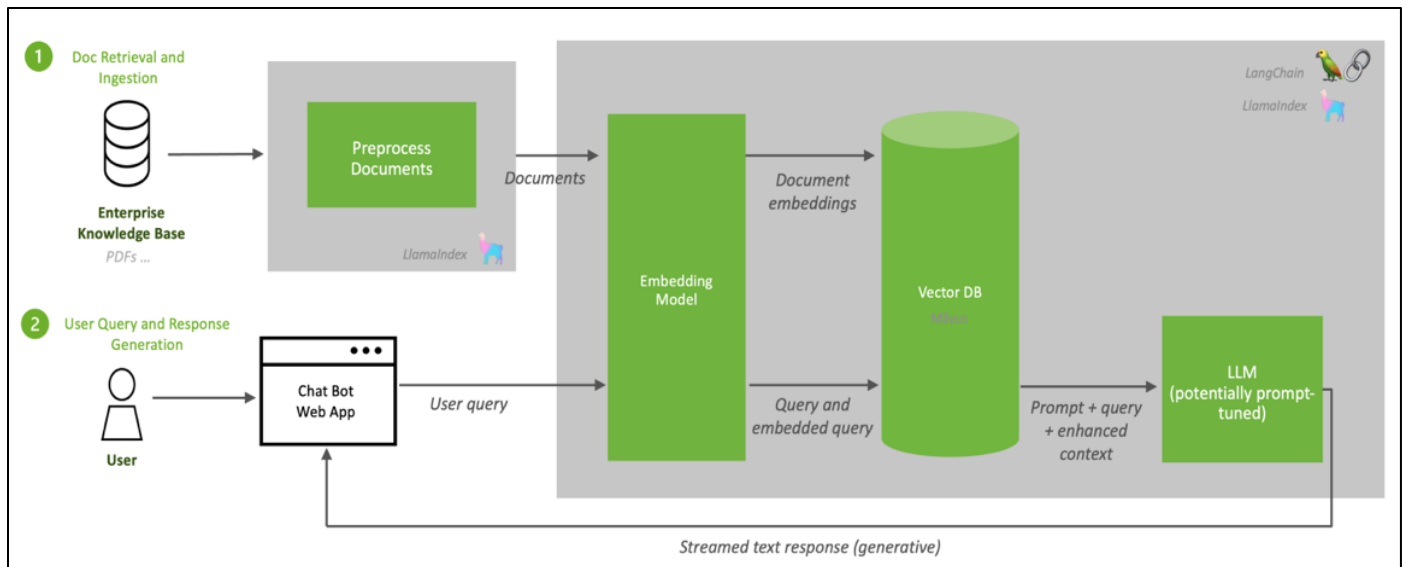 1
Doc Retrieval and
Ingestion
Enterprise
Knowledge Base
PDFs ...
Preprocess
Documents
LlamaIndex
Documents
Embedding
Model
Document
embeddings
Vector DB
LangChain
LlamaIndex
2
User Query and Response
Generation
User
Chat Bot
Web App
User query
Query and
embedded query
Prompt + query
+ enhanced
context
LLM
(potentially prompt-
tuned)
Streamed text response (generative)